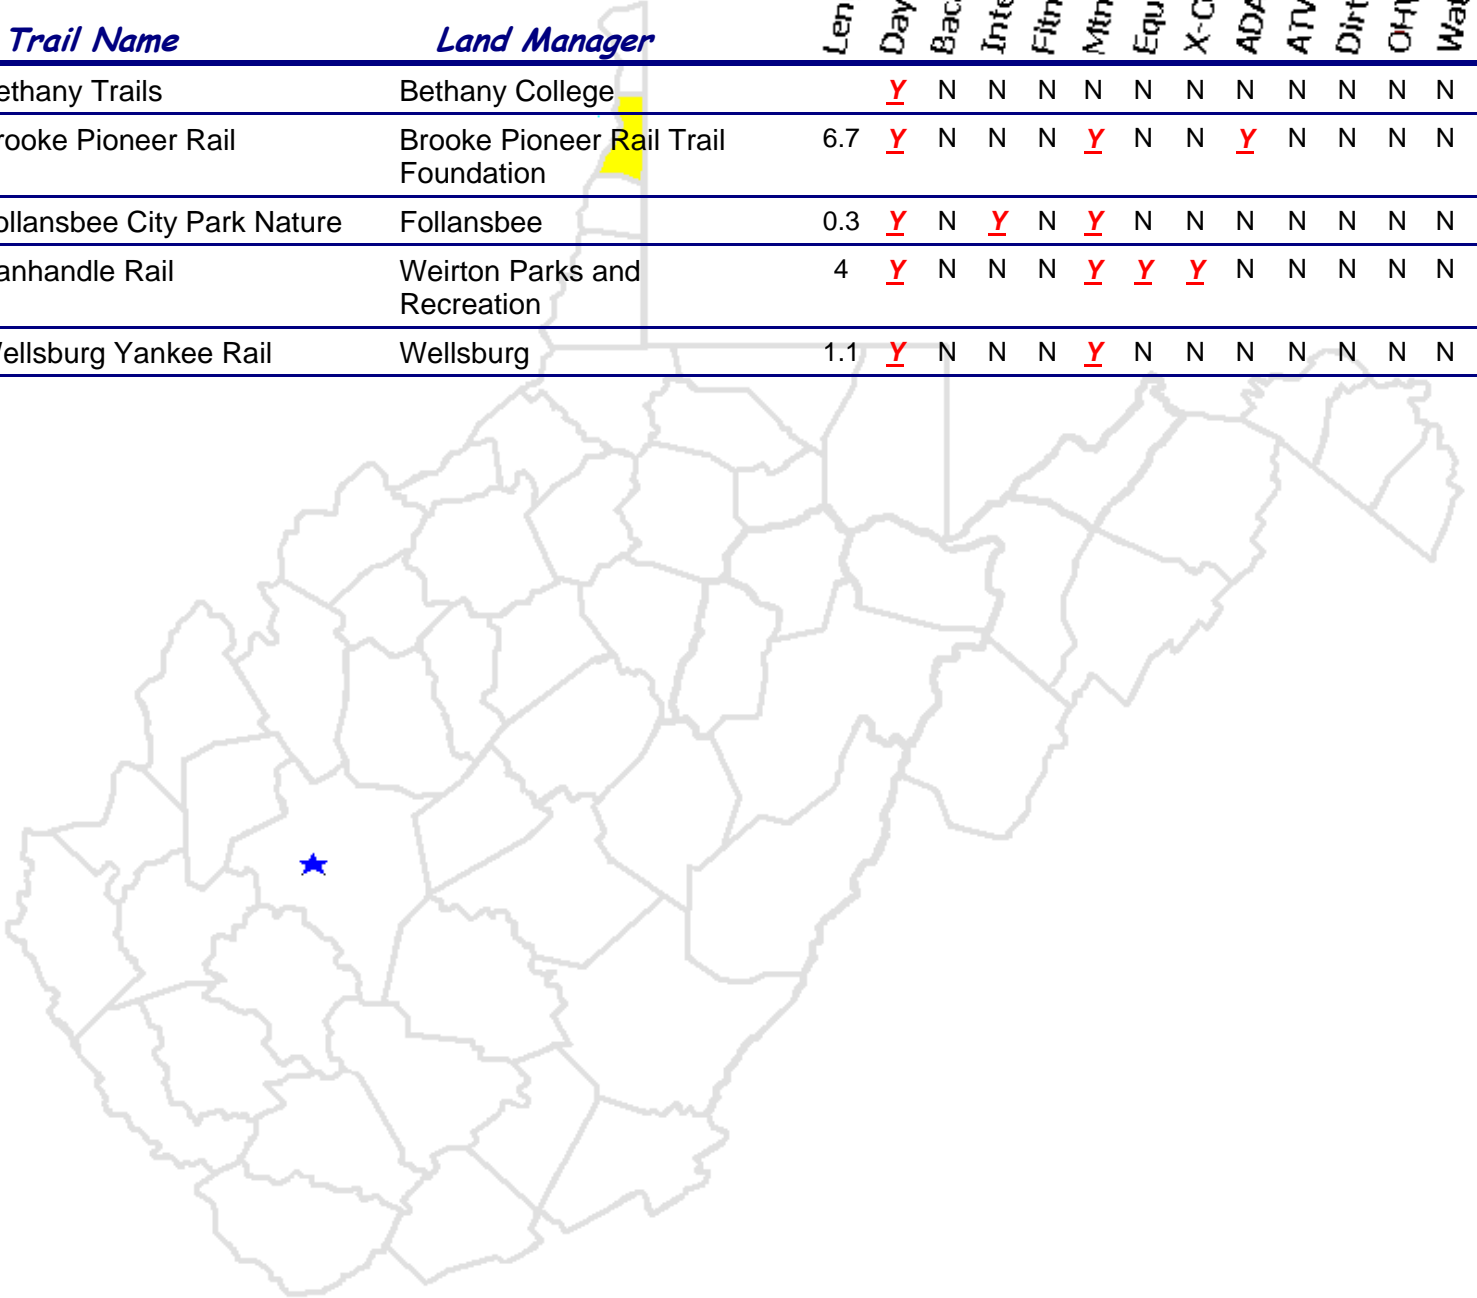 Trail Name Land Manager Len Day Bac Inte Fitn Mtn Equ X-C ADA ATV Dirt OHV Wat
ethany Trails Bethany College Y N N N N N N N N N N N
rooke Pioneer Rail Brooke Pioneer Rail Trail 6.7 Y N N N Y N N Y N N N N
Foundation
ollansbee City Park Nature Follansbee 0.3 Y N Y N Y N N N N N N N
anhandle Rail Weirton Parks and 4 Y N N N Y Y Y N N N N N
Recreation
ellsburg Yankee Rail Wellsburg 1.1 Y N N N Y N N N N N N N